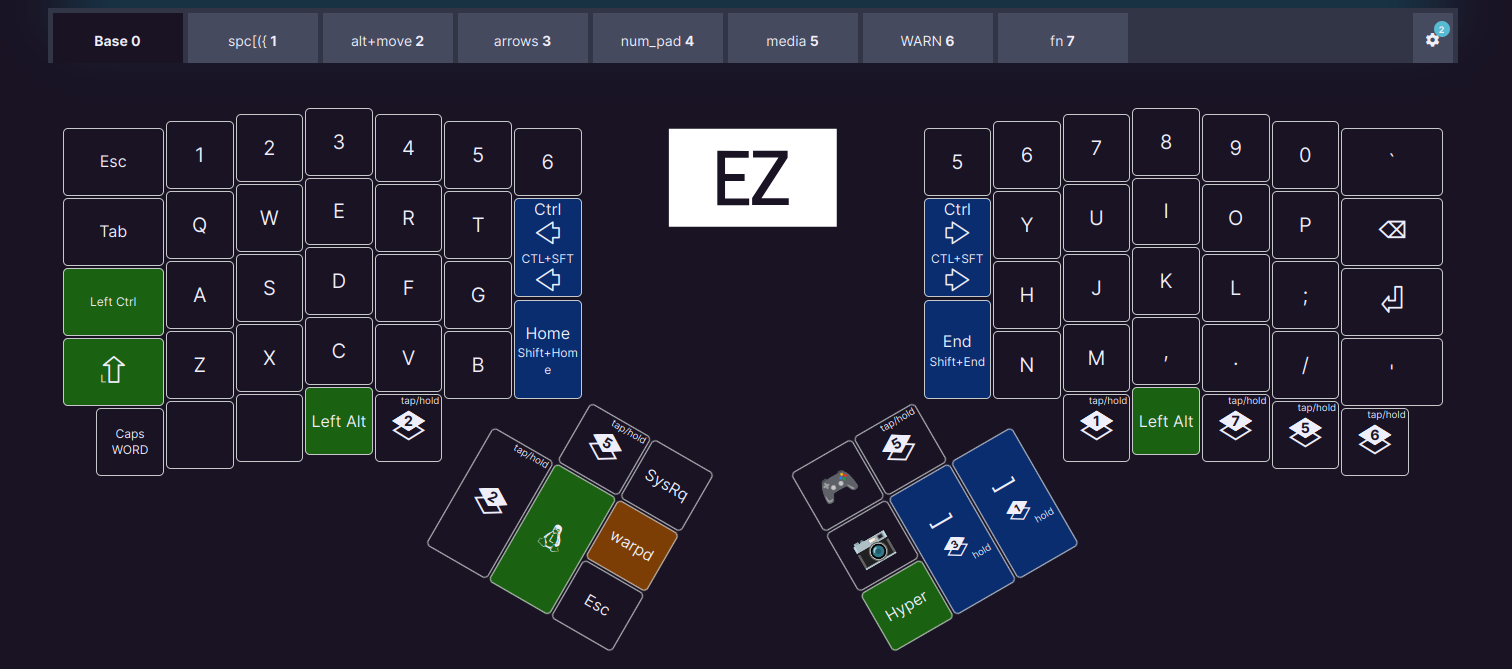 Base 0
spc[({ 1
alt+move 2
arrows 3
num_pad 4
media 5
WARN 6
fn 7
2
Esc
1
2
3
4
5
6
EZ
5
6
7
8
9
0
`
Tab
Q
W
E
R
T
Ctrl
CTL+SFT
Ctrl
CTL+SFT
Y
U
I
O
P
Left Ctrl
A
S
D
F
G
H
J
K
L
;
L
Z
X
C
V
B
Home
Shift+Hom
e
End
Shift+End
N
M
,
.
/
'
Caps
WORD
Left Alt
tap/hold
2
tap/hold
1
Left Alt
tap/hold
7
tap/hold
5
tap/hold
6
tap/hold
2
tap/hold
5
SysRq
L
warpd
Esc
tap/hold
5
3
hold
1
hold
Hyper